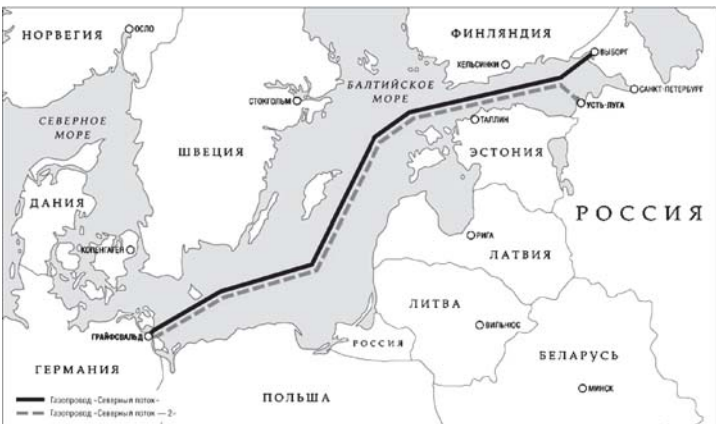 НОРВЕГИЯ
ОСЛО
ФИНЛЯНДИЯ
ВЫБОРГ
ХЕЛЬСИНКИ
САНКТ-ПЕТЕРБУРГ
БАЛТИЙСКОЕ
МОРЕ
СТОКГОЛЬМ
УСТЬ-ЛУГА
СЕВЕРНОЕ
МОРЕ
ТАЛЛИН
ШВЕЦИЯ
ЭСТОНИЯ
ДАНИЯ
РОССИЯ
КОПЕНГАГЕН
РИГА
ЛАТВИЯ
ЛИТВА
ВИЛЬНЮС
ГРАЙФСВАЛЬД
РОССИЯ
БЕЛАРУСЬ
ГЕРМАНИЯ
МИНСК
ПОЛЬША
Газопровод «Северный поток»
Газопровод «Северный поток — 2»